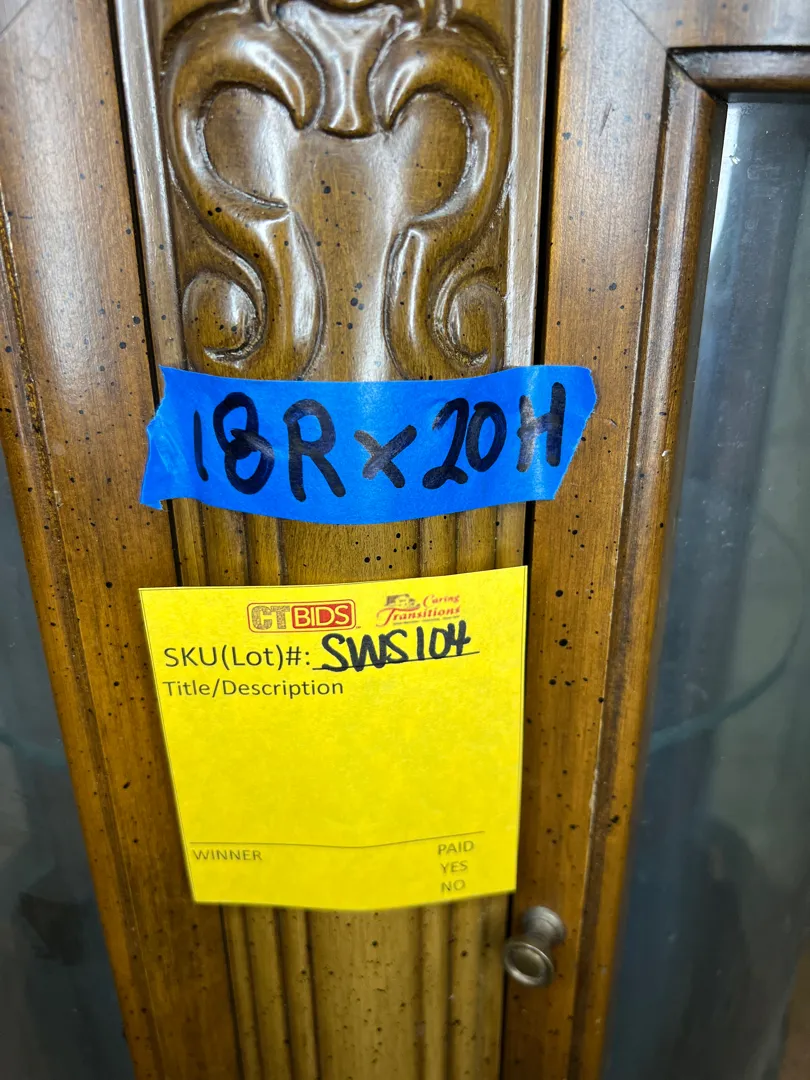 18R x 20H
CTBIDS Caring Transitions
SKU(Lot)#: SWS104
Title/Description
WINNER
PAID
YES
NO